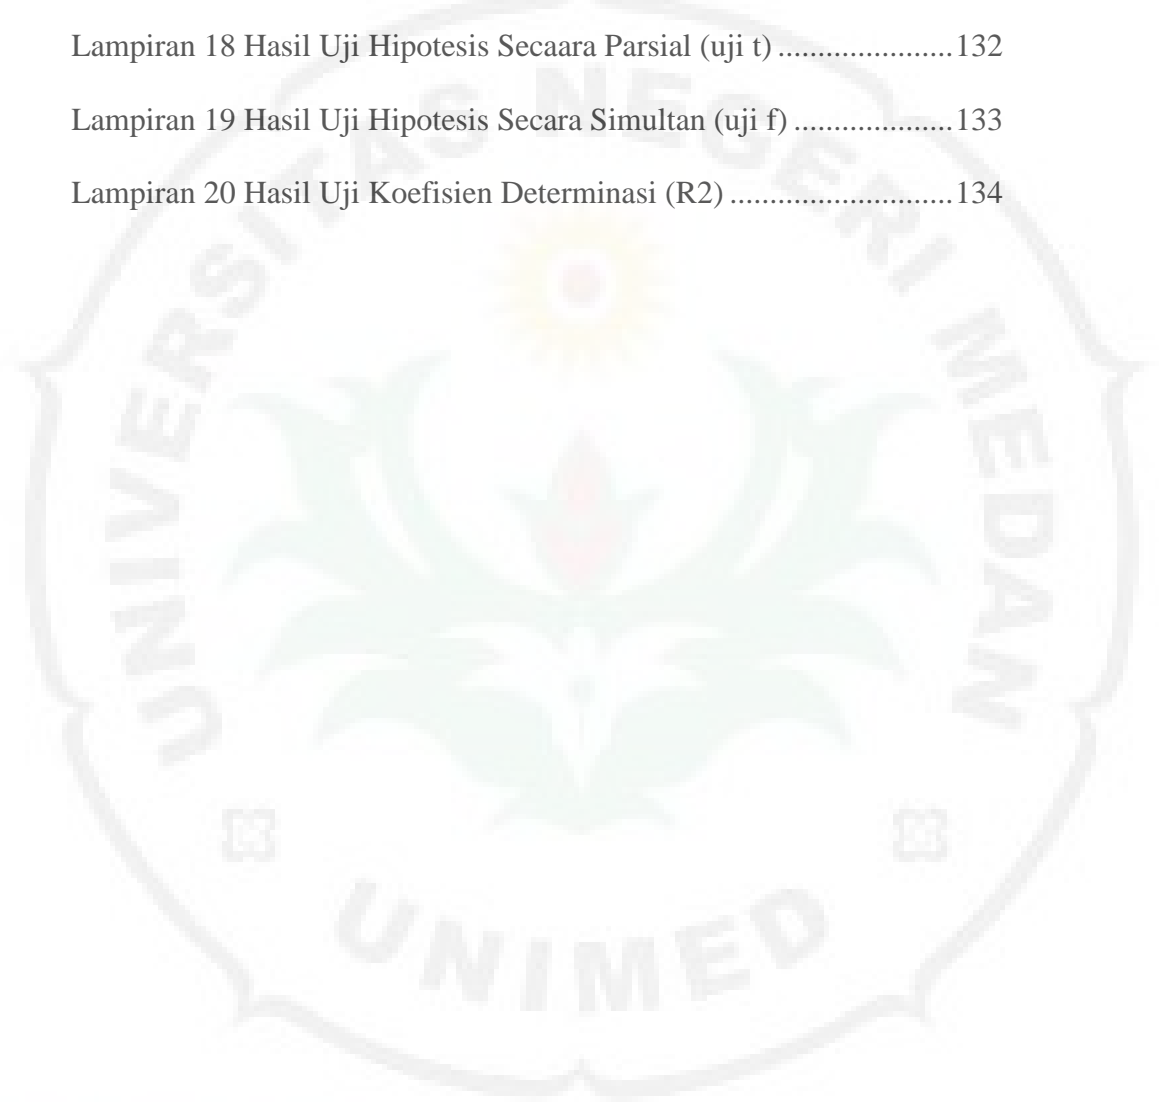 Lampiran 18 Hasil Uji Hipotesis Secaara Parsial (uji t) ......................132
Lampiran 19 Hasil Uji Hipotesis Secara Simultan (uji f) ....................133
Lampiran 20 Hasil Uji Koefisien Determinasi (R2) ............................134
UNIVERSITAS NEGERI MEDAN
UNIMED